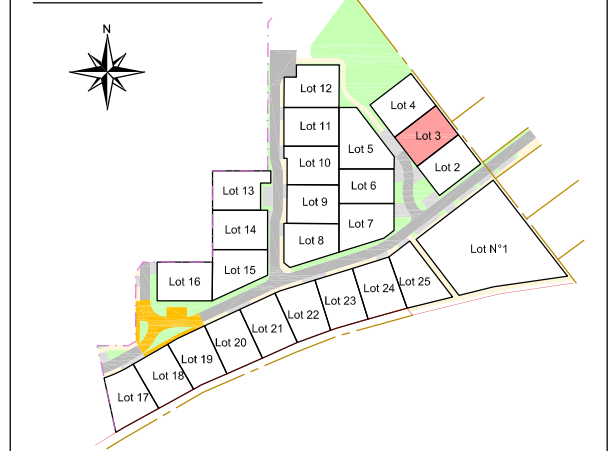 N
Lot 12
Lot 4
Lot 11
Lot 3
Lot 5
Lot 10
Lot 2
Lot 6
Lot 13
Lot 9
Lot 7
Lot 14
Lot 8
Lot N°1
Lot 15
Lot 16
Lot 25
Lot 24
Lot 23
Lot 22
Lot 21
Lot 20
Lot 19
Lot 18
Lot 17